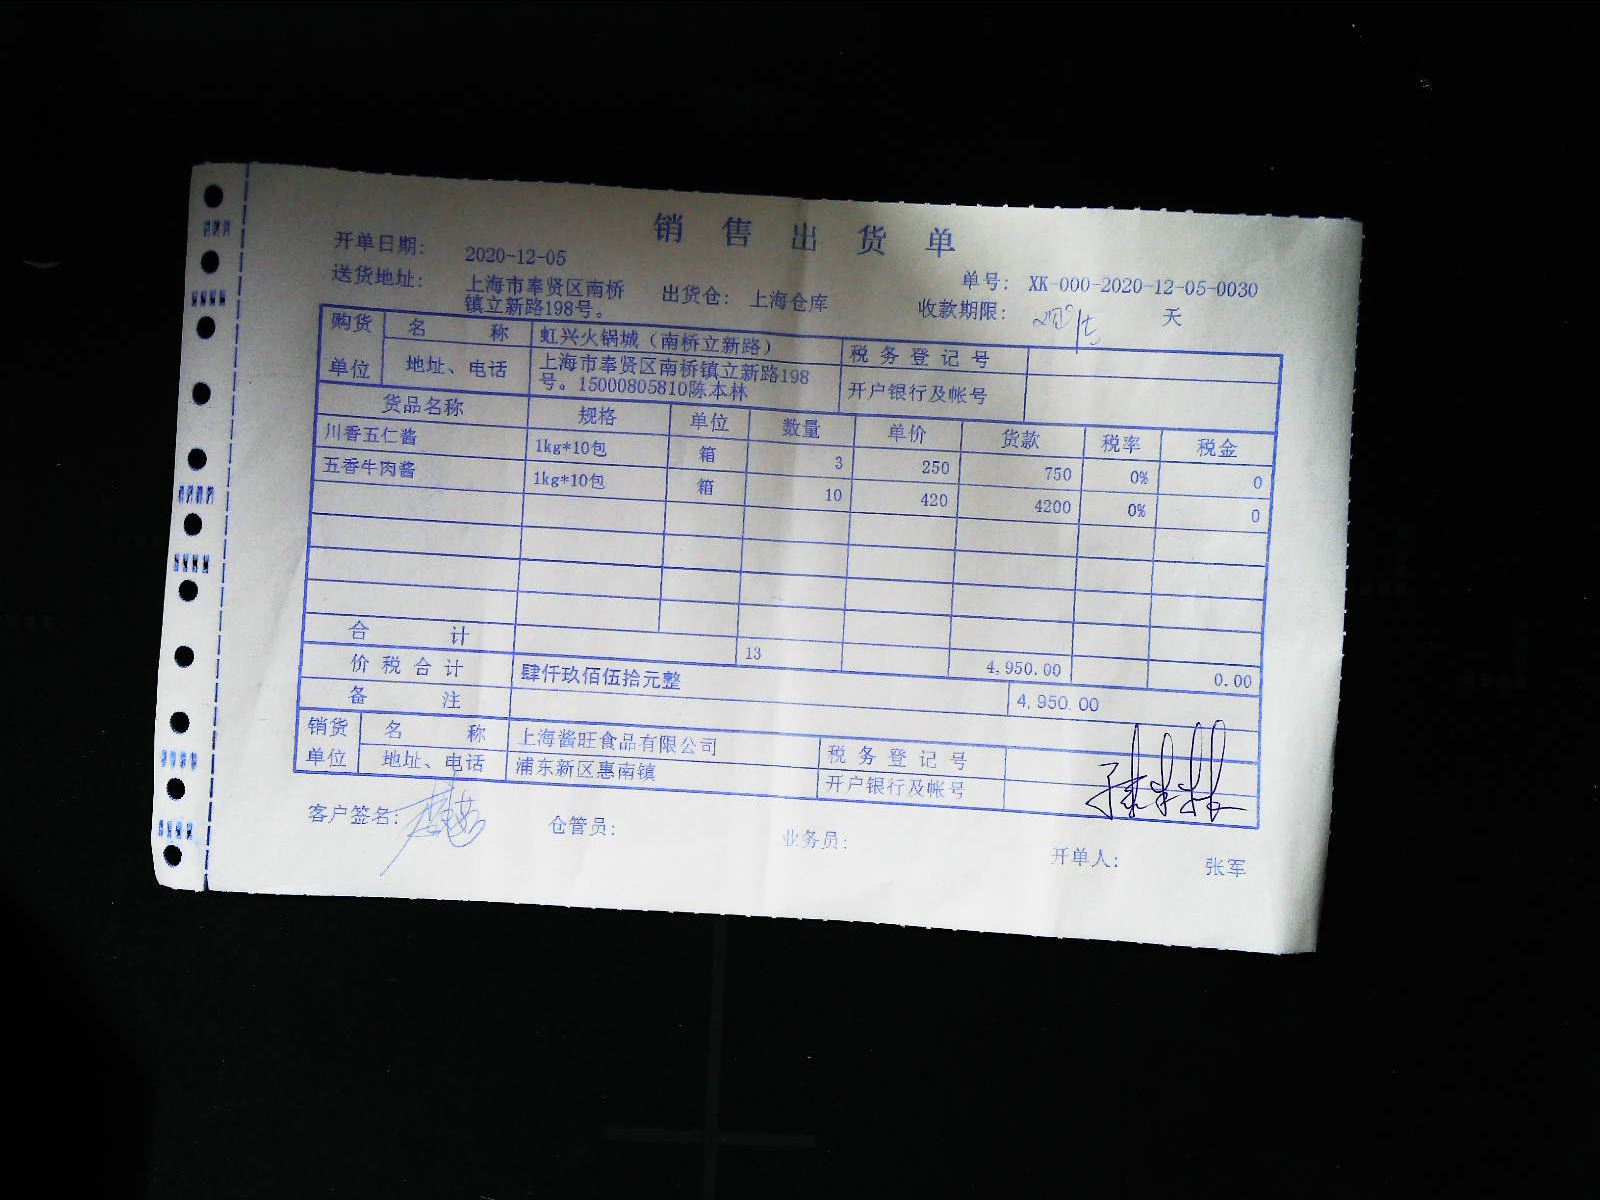 销售出货单
开单日期： 2020-12-05
单号： XK-000-2020-12-05-0030
送货地址： 上海市奉贤区南桥镇立新路198号。 出货仓： 上海仓库 收款期限： 天
购货单位 名称 虹兴火锅城（南桥立新路） 税务登记号
地址、电话 上海市奉贤区南桥镇立新路198号。15000805810陈本林 开户银行及帐号
货品名称 规格 单位 数量 单价 货款 税率 税金
川香五仁酱 1kg*10包 箱 3 250 750 0% 0
五香牛肉酱 1kg*10包 箱 10 420 4200 0% 0
合计 13 4,950.00 0.00
价税合计 肆仟玖佰伍拾元整 4,950.00
备注
销货单位 名称 上海酱旺食品有限公司 税务登记号
地址、电话 浦东新区惠南镇 开户银行及帐号
客户签名： 仓管员： 业务员： 开单人： 张军